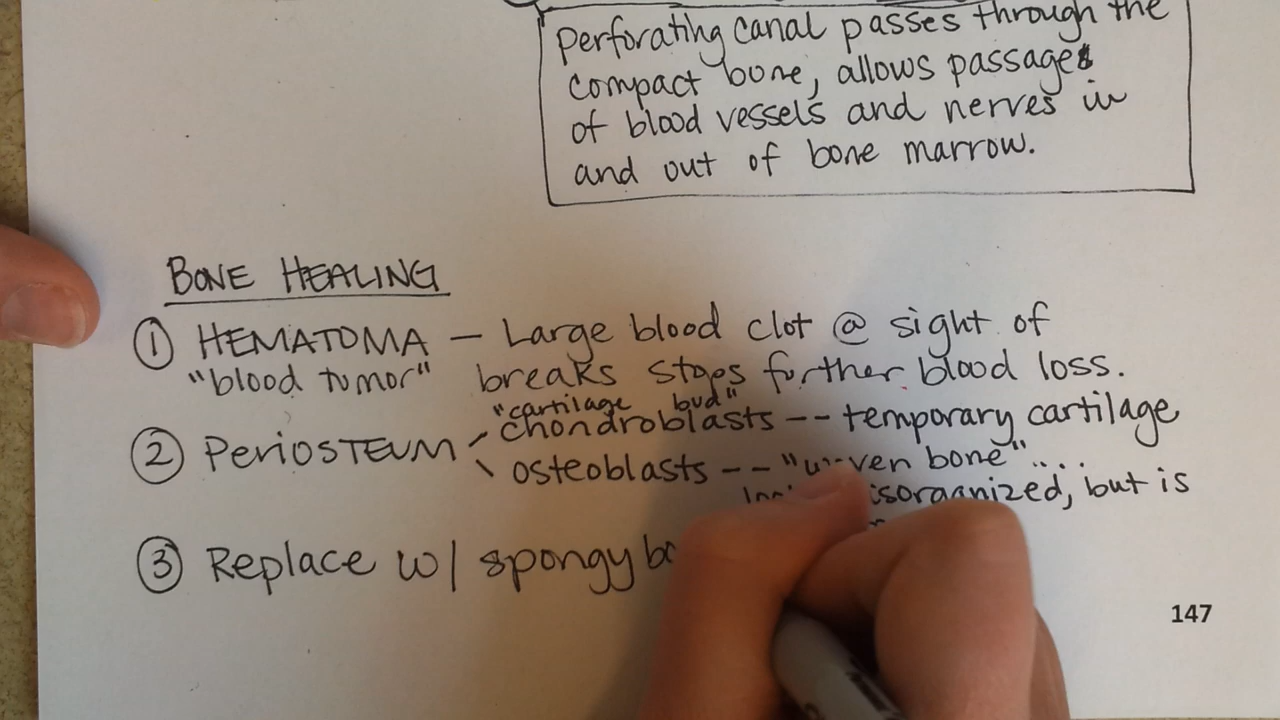 perforating canal passes through the
compact bone, allows passage
of blood vessels and nerves in
and out of bone marrow.
BONE HEALING
① HEMATOMA — Large blood clot @ sight of
"blood tumor" breaks stops further blood loss.
"cartilage bud"
② PERIOSTEUM chondroblasts -- temporary cartilage
osteoblasts -- bone" ....
but is
③ Replace w/ spongy
147